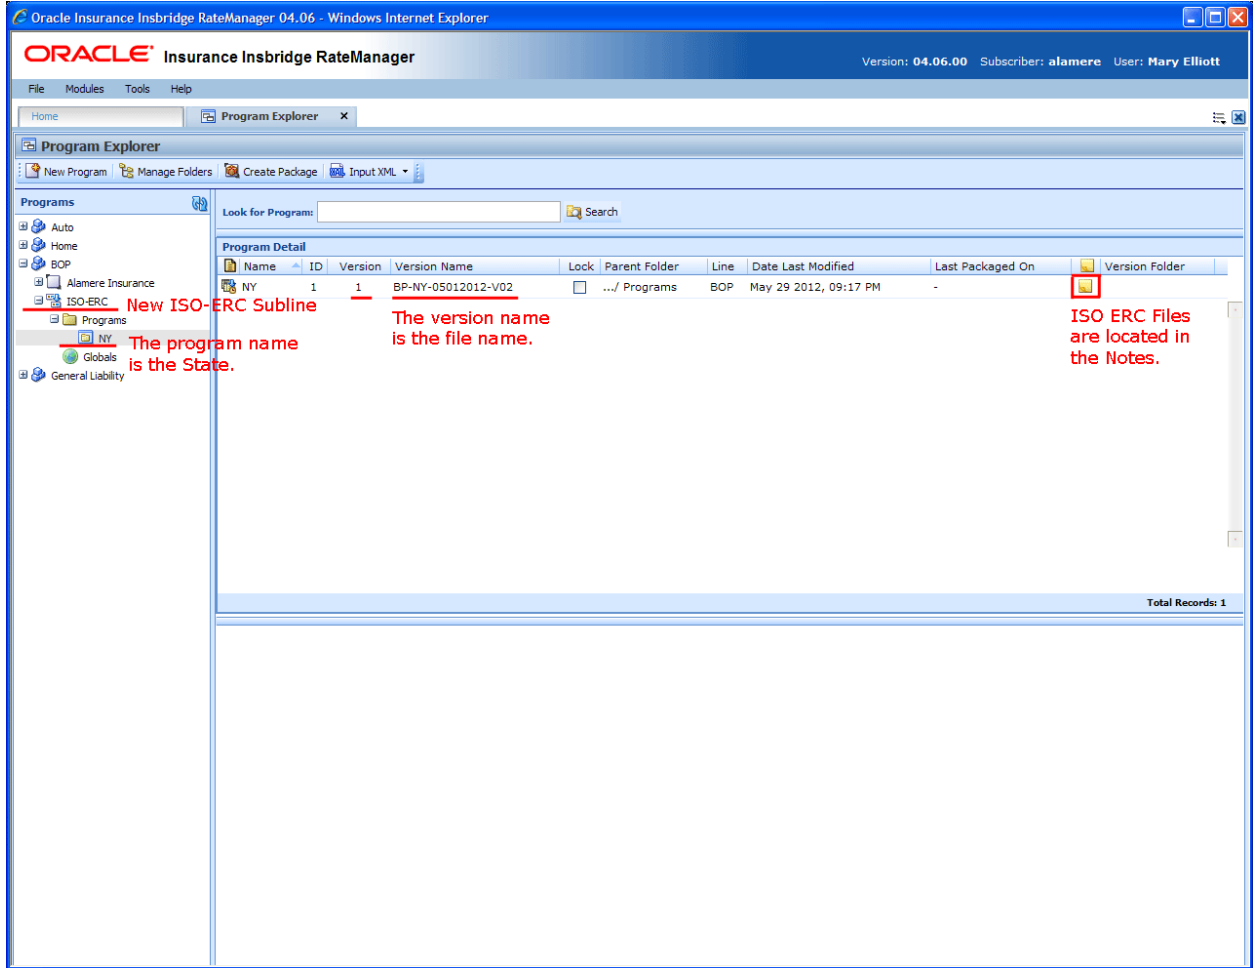 Oracle Insurance Insbridge RateManager 04.06 - Windows Internet Explorer
ORACLE Insurance Insbridge RateManager
Version: 04.06.00 Subscriber: alamere User: Mary Elliott
File Modules Tools Help
Home Program Explorer x
Program Explorer
New Program Manage Folders Create Package Input XML
Programs
Look for Program: Search
Auto
Home
BOP
Alamere Insurance
ISO-ERC
New ISO-ERC Subline
Programs
NY
The program name
is the State.
Globals
General Liability
Program Detail
Name ID Version Version Name Lock Parent Folder Line Date Last Modified Last Packaged On Version Folder
NY 1 1 BP-NY-05012012-V02 .../ Programs BOP May 29 2012, 09:17 PM -
The version name
is the file name.
ISO ERC Files
are located in
the Notes.
Total Records: 1